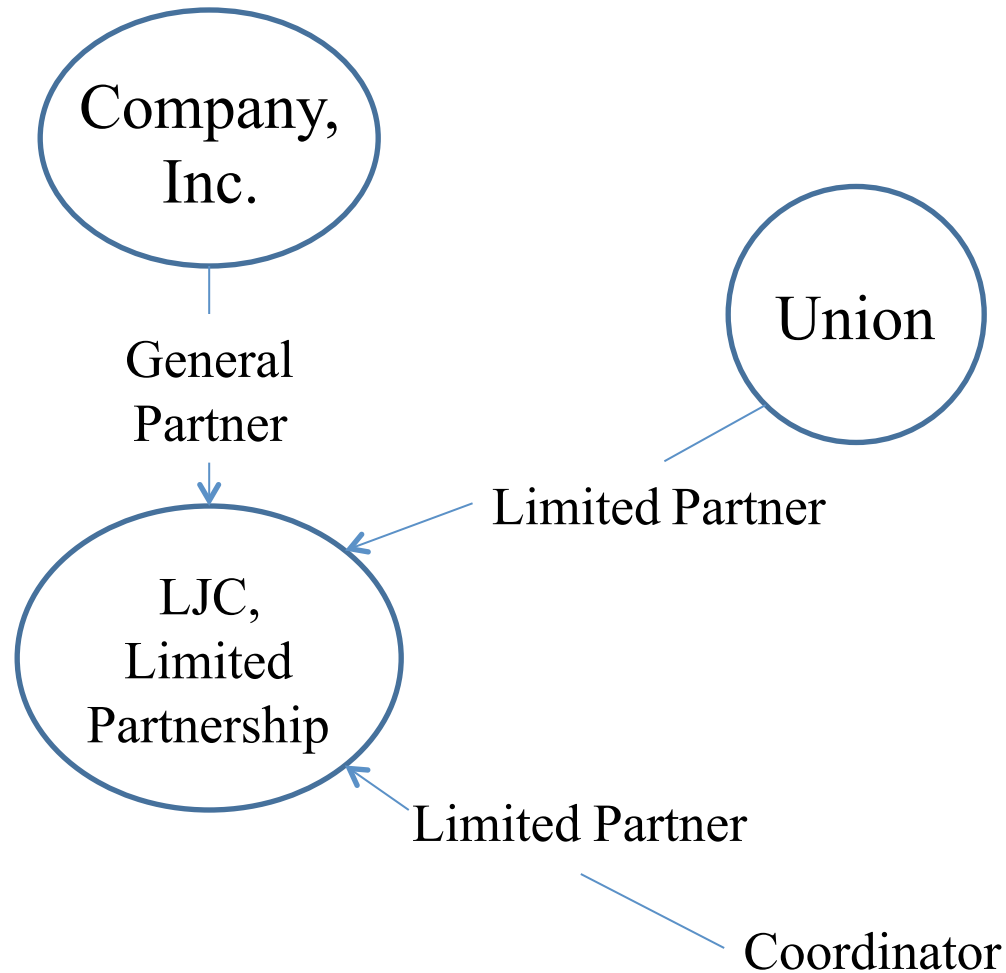 Company,
Inc.
Union
General
Partner
Limited Partner
LJC,
Limited
Partnership
Limited Partner
Coordinator